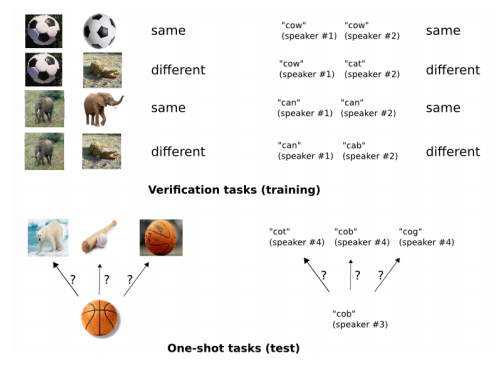 same
"cow" "cow" same
(speaker #1) (speaker #2)
different
"cow" "cat" different
(speaker #1) (speaker #2)
same
"can" "can" same
(speaker #1) (speaker #2)
different
"can" "cab" different
(speaker #1) (speaker #2)
Verification tasks (training)
"cot" "cob" "cog"
(speaker #4) (speaker #4) (speaker #4)
? ? ?
? ? ?
"cob"
(speaker #3)
One-shot tasks (test)